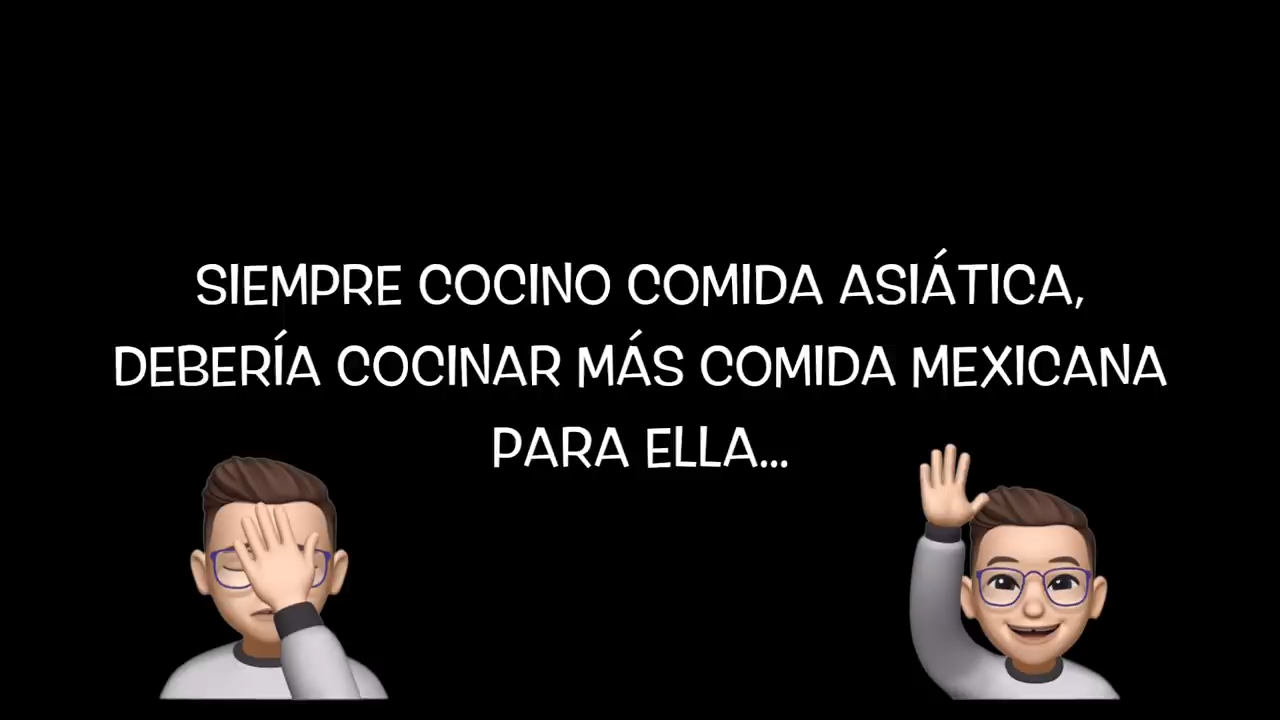 SIEMPRE COCINO COMIDA ASIÁTICA,
DEBERÍA COCINAR MÁS COMIDA MEXICANA
PARA ELLA...